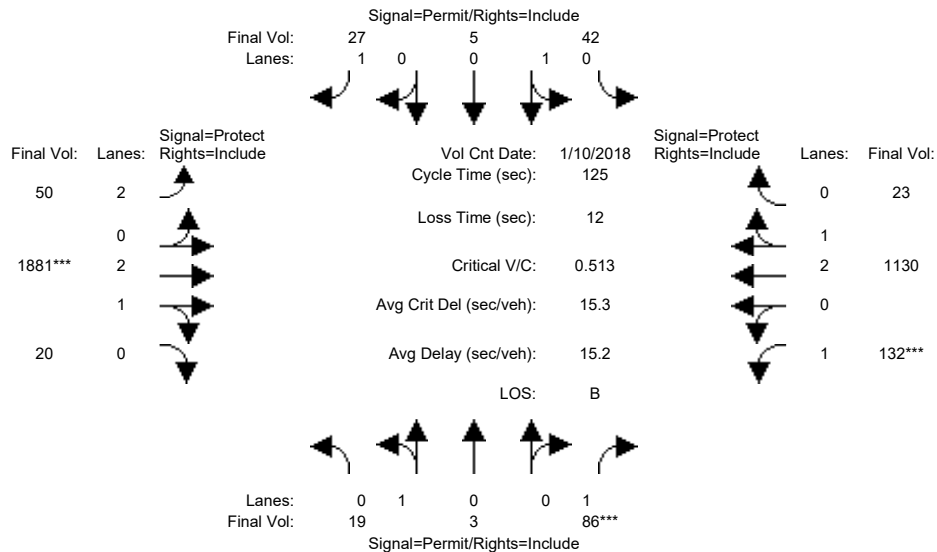 Signal=Permit/Rights=Include
Final Vol: 27 5 42
Lanes: 1 0 0 1 0
Signal=Protect Signal=Protect
Final Vol: Lanes: Rights=Include Vol Cnt Date: 1/10/2018 Rights=Include Lanes: Final Vol:
Cycle Time (sec): 125
50 2 0 23
Loss Time (sec): 12
0 1
1881*** 2 Critical V/C: 0.513 2 1130
1 Avg Crit Del (sec/veh): 15.3 0
20 0 Avg Delay (sec/veh): 15.2 1 132***
LOS: B
Lanes: 0 1 0 0 1
Final Vol: 19 3 86***
Signal=Permit/Rights=Include